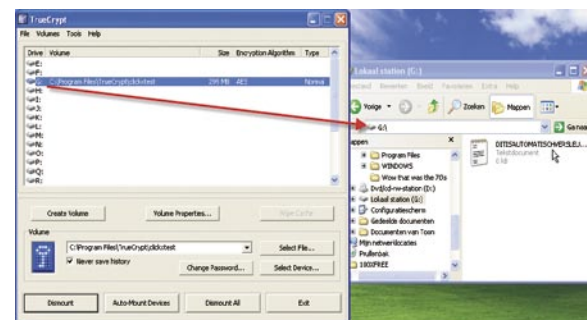 TrueCrypt
File Volumes Tools Help
Drive Volume Size Encryption Algorithm Type
E:
F:
G: C:\Program Files\TrueCrypt\clickxtest 299 MB AES Normal
H:
I:
J:
K:
L:
M:
N:
O:
P:
Q:
R:
Create Volume Volume Properties... Wipe Cache
Volume
C:\Program Files\TrueCrypt\clickxtest Select File...
Never save history Change Password... Select Device...
Dismount Auto-Mount Devices Dismount All Exit
Lokaal station (G:)
Bestand Bewerken Beeld Favorieten Extra Help
Vorige Zoeken Mappen
G:\ Ga naar
Mappen
Program Files
WINDOWS
Wow that was the 70s
Dvd/cd-rw-station (D:)
Lokaal station (G:)
Configuratiescherm
Gedeelde documenten
Documenten van Toon
Mijn netwerklocaties
Prullenbak
100XFREE
DITISAUTOMATISCHVERSLEU...
Tekstdocument
0 kB